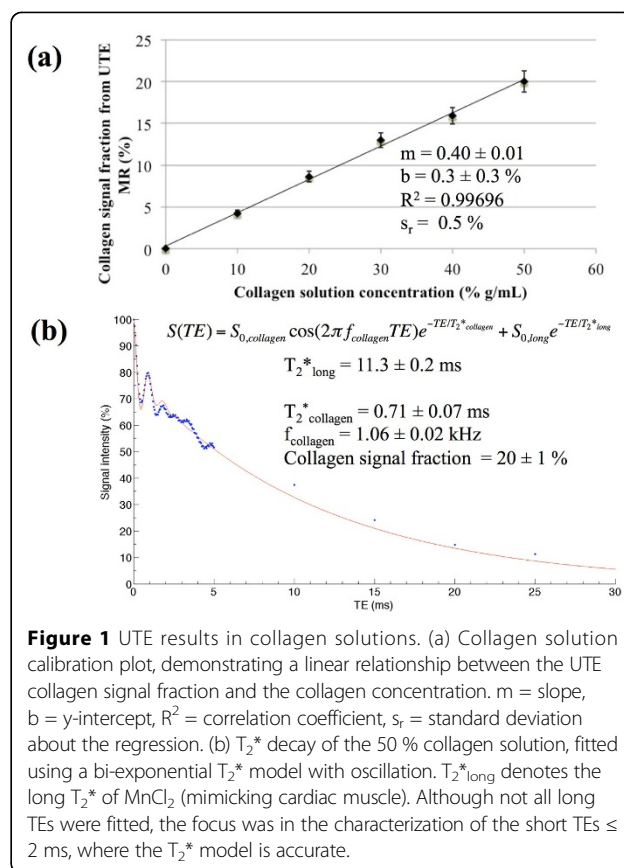 (a)
Collagen signal fraction from UTE
MR (%)
25
20
15
10
5
0
m = 0.40 ± 0.01
b = 0.3 ± 0.3 %
R² = 0.99696
sᵣ = 0.5 %
0 10 20 30 40 50 60
Collagen solution concentration (% g/mL)
(b)
S(TE) = S₀,collagen cos(2π f_collagen TE)e^(-TE/T₂*collagen) + S₀,long e^(-TE/T₂*long)
T₂*long = 11.3 ± 0.2 ms
T₂*collagen = 0.71 ± 0.07 ms
f_collagen = 1.06 ± 0.02 kHz
Collagen signal fraction = 20 ± 1 %
Signal intensity (%)
100
90
80
70
60
50
40
30
20
10
0
0 5 10 15 20 25 30
TE (ms)
Figure 1 UTE results in collagen solutions. (a) Collagen solution
calibration plot, demonstrating a linear relationship between the UTE
collagen signal fraction and the collagen concentration. m = slope,
b = y-intercept, R² = correlation coefficient, sᵣ = standard deviation
about the regression. (b) T₂* decay of the 50 % collagen solution, fitted
using a bi-exponential T₂* model with oscillation. T₂*long denotes the
long T₂* of MnCl₂ (mimicking cardiac muscle). Although not all long
TEs were fitted, the focus was in the characterization of the short TEs ≤
2 ms, where the T₂* model is accurate.